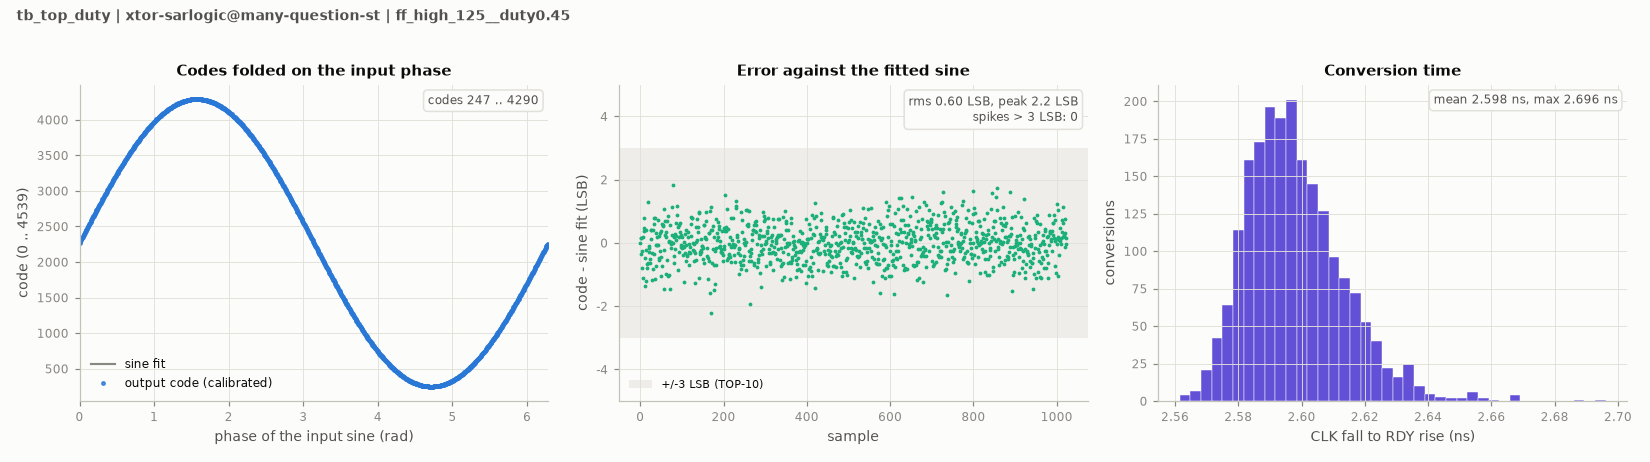 tb_top_duty | xtor-sarlogic@many-question-st | ff_high_125__duty0.45
Codes folded on the input phase
codes 247 .. 4290
code (0 .. 4539)
4000
3500
3000
2500
2000
1500
1000
500
sine fit
output code (calibrated)
0 1 2 3 4 5 6
phase of the input sine (rad)
Error against the fitted sine
rms 0.60 LSB, peak 2.2 LSB
spikes > 3 LSB: 0
code - sine fit (LSB)
4
2
0
-2
-4
+/-3 LSB (TOP-10)
0 200 400 600 800 1000
sample
Conversion time
mean 2.598 ns, max 2.696 ns
conversions
200
175
150
125
100
75
50
25
0
2.56 2.58 2.60 2.62 2.64 2.66 2.68 2.70
CLK fall to RDY rise (ns)